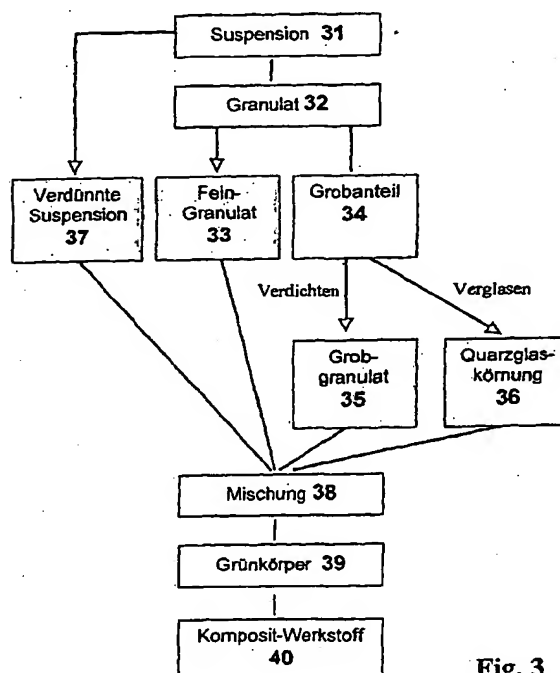 Suspension 31
Granulat 32
Verdünnte
Suspension
37
Fein-
Granulat
33
Grobanteil
34
Verdichten
Verglasen
Grob-
granulat
35
Quarzglas-
körnung
36
Mischung 38
Grünkörper 39
Komposit-Werkstoff
40
Fig. 3